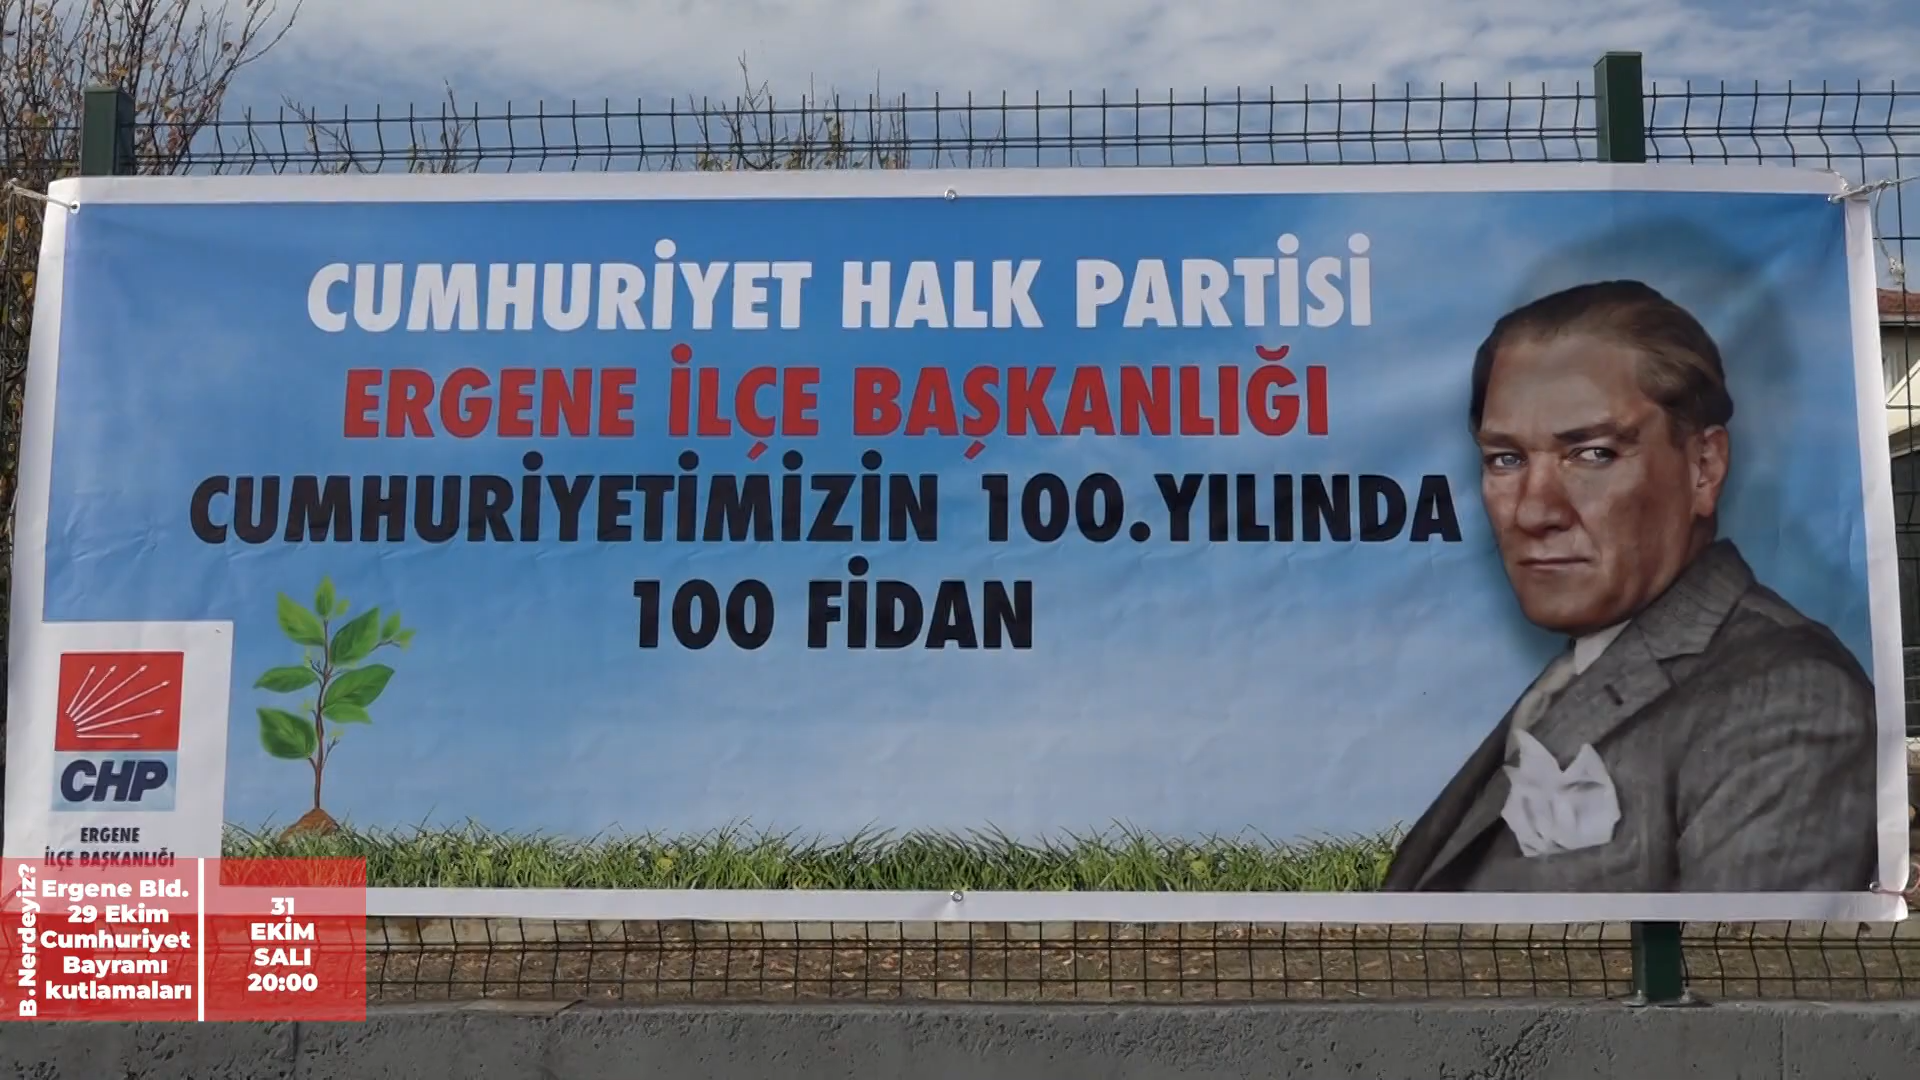 CUMHURİYET HALK PARTİSİ
ERGENE İLÇE BAŞKANLIĞI
CUMHURİYETİMİZİN 100.YILINDA
100 FİDAN
CHP
ERGENE
İLÇE BAŞKANLIĞI
B.Nerdeyiz?
Ergene Bld.
29 Ekim
Cumhuriyet
Bayramı
kutlamaları
31
EKİM
SALI
20:00